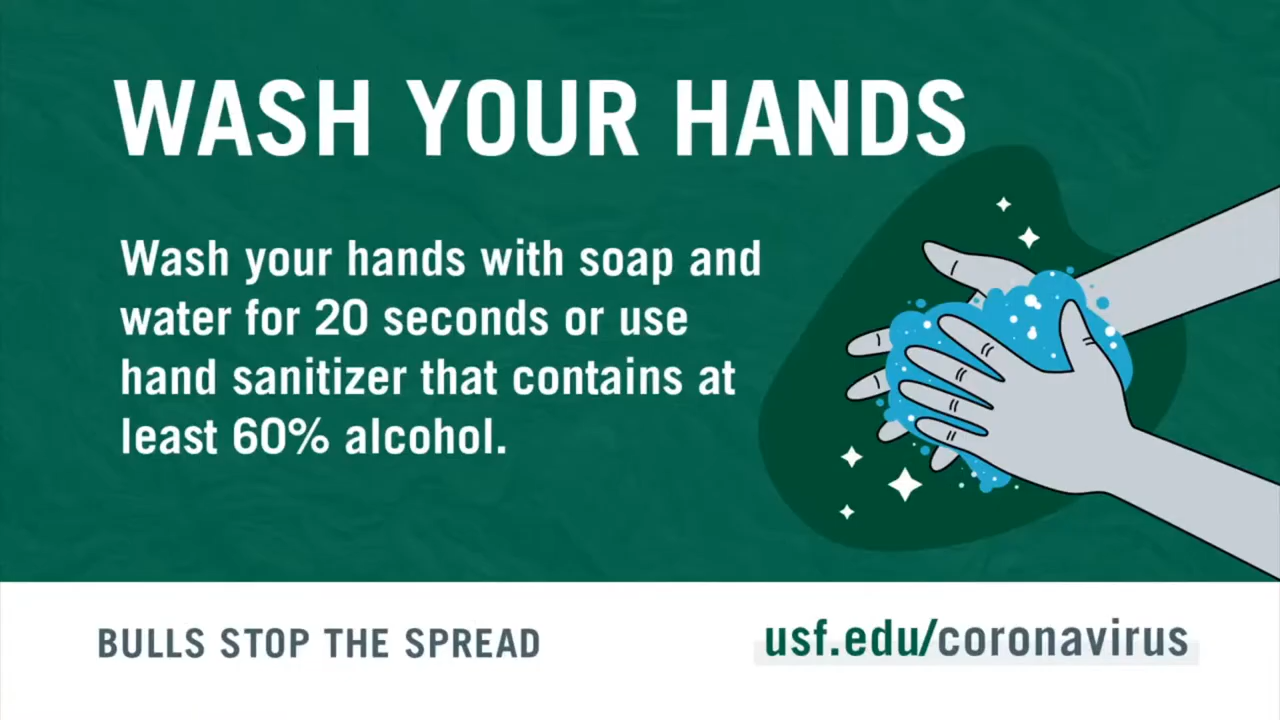 WASH YOUR HANDS
Wash your hands with soap and
water for 20 seconds or use
hand sanitizer that contains at
least 60% alcohol.
BULLS STOP THE SPREAD
usf.edu/coronavirus